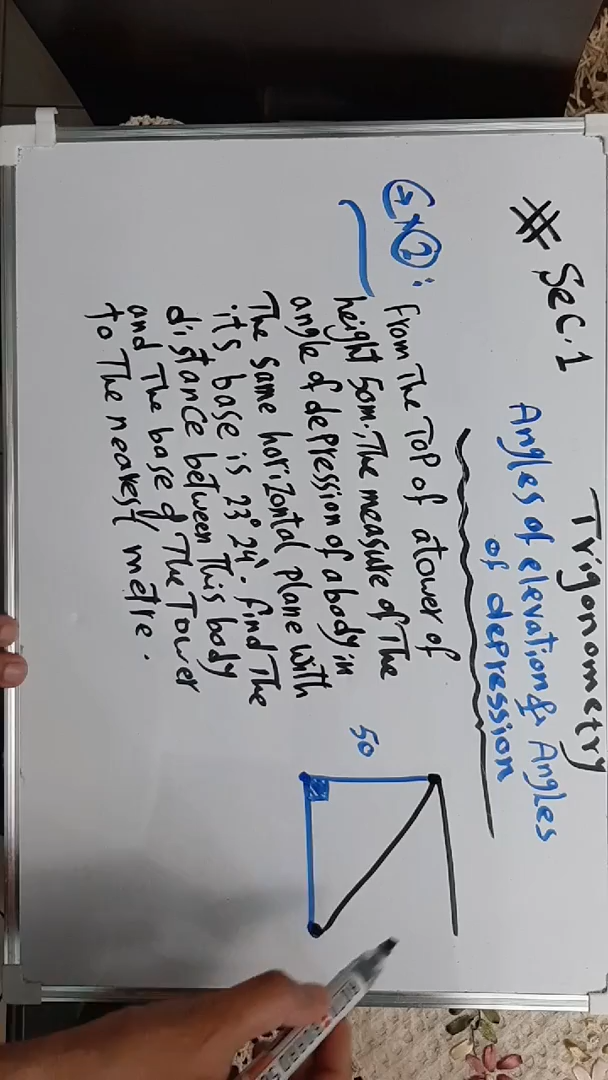 Trigonometry
# Sec.1 Angles of elevation & Angles
of depression
Ex②:
From The Top of a tower of
height 50m. The measure of The
angle of depression of a body in
The same horizontal plane with
its base is 23° 24'. Find The
distance between This body
and The base of The Tower
to The nearest metre.
50